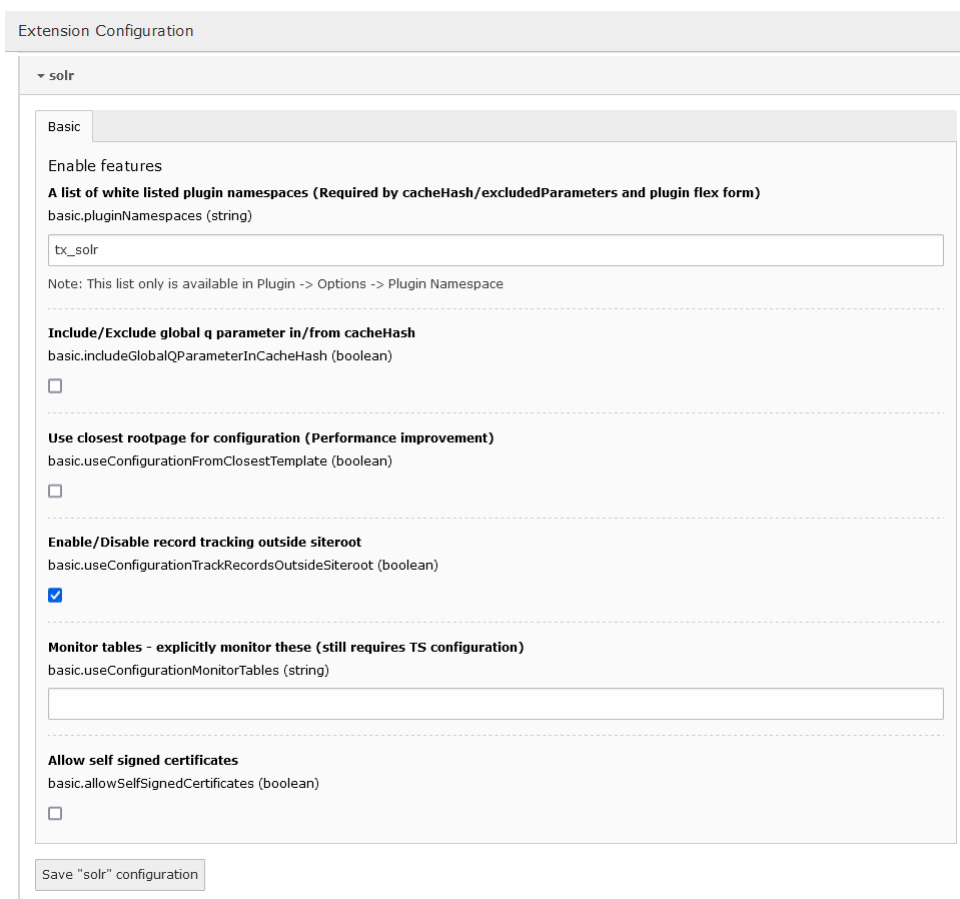 Extension Configuration
solr
Basic
Enable features
A list of white listed plugin namespaces (Required by cacheHash/excludedParameters and plugin flex form)
basic.pluginNamespaces (string)
tx_solr
Note: This list only is available in Plugin -> Options -> Plugin Namespace
Include/Exclude global q parameter in/from cacheHash
basic.includeGlobalQParameterInCacheHash (boolean)
Use closest rootpage for configuration (Performance improvement)
basic.useConfigurationFromClosestTemplate (boolean)
Enable/Disable record tracking outside siteroot
basic.useConfigurationTrackRecordsOutsideSiteroot (boolean)
Monitor tables - explicitly monitor these (still requires TS configuration)
basic.useConfigurationMonitorTables (string)
Allow self signed certificates
basic.allowSelfSignedCertificates (boolean)
Save "solr" configuration